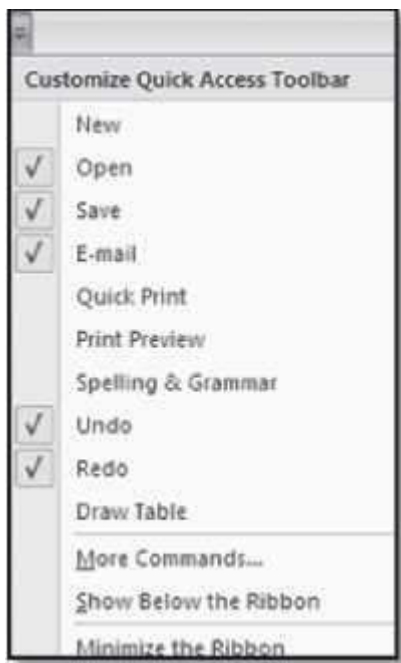 Customize Quick Access Toolbar
New
Open
Save
E-mail
Quick Print
Print Preview
Spelling & Grammar
Undo
Redo
Draw Table
More Commands...
Show Below the Ribbon
Minimize the Ribbon